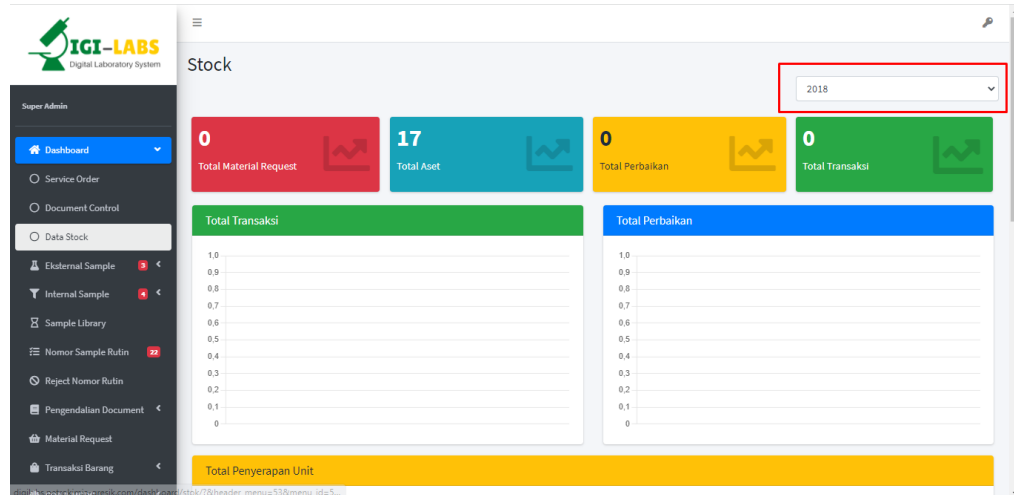 IGI-LABS
Digital Laboratory System
Super Admin
Dashboard
Service Order
Document Control
Data Stock
Eksternal Sample 3
Internal Sample 4
Sample Library
Nomor Sample Rutin 22
Reject Nomor Rutin
Pengendalian Document
Material Request
Transaksi Barang
Stock
2018
0
Total Material Request
17
Total Aset
0
Total Perbaikan
0
Total Transaksi
Total Transaksi
1,0
0,9
0,8
0,7
0,6
0,5
0,4
0,3
0,2
0,1
0
Total Perbaikan
1,0
0,9
0,8
0,7
0,6
0,5
0,4
0,3
0,2
0,1
0
Total Penyerapan Unit